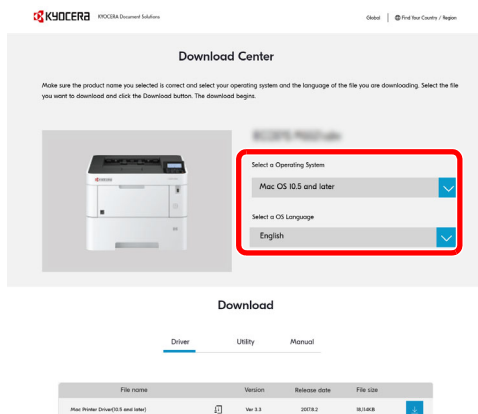 KYOCERA KYOCERA Document Solutions Global Find Your Country / Region
Download Center
Make sure the product name you selected is correct and select your operating system and the language of the file you are downloading. Select the file
you want to download and click the Download button. The download begins.
Select a Operating System
Mac OS 10.5 and later
Select a OS Language
English
Download
Driver Utility Manual
File name Version Release date File size
Mac Printer Driver(10.5 and later) Ver 3.3 2017.8.2